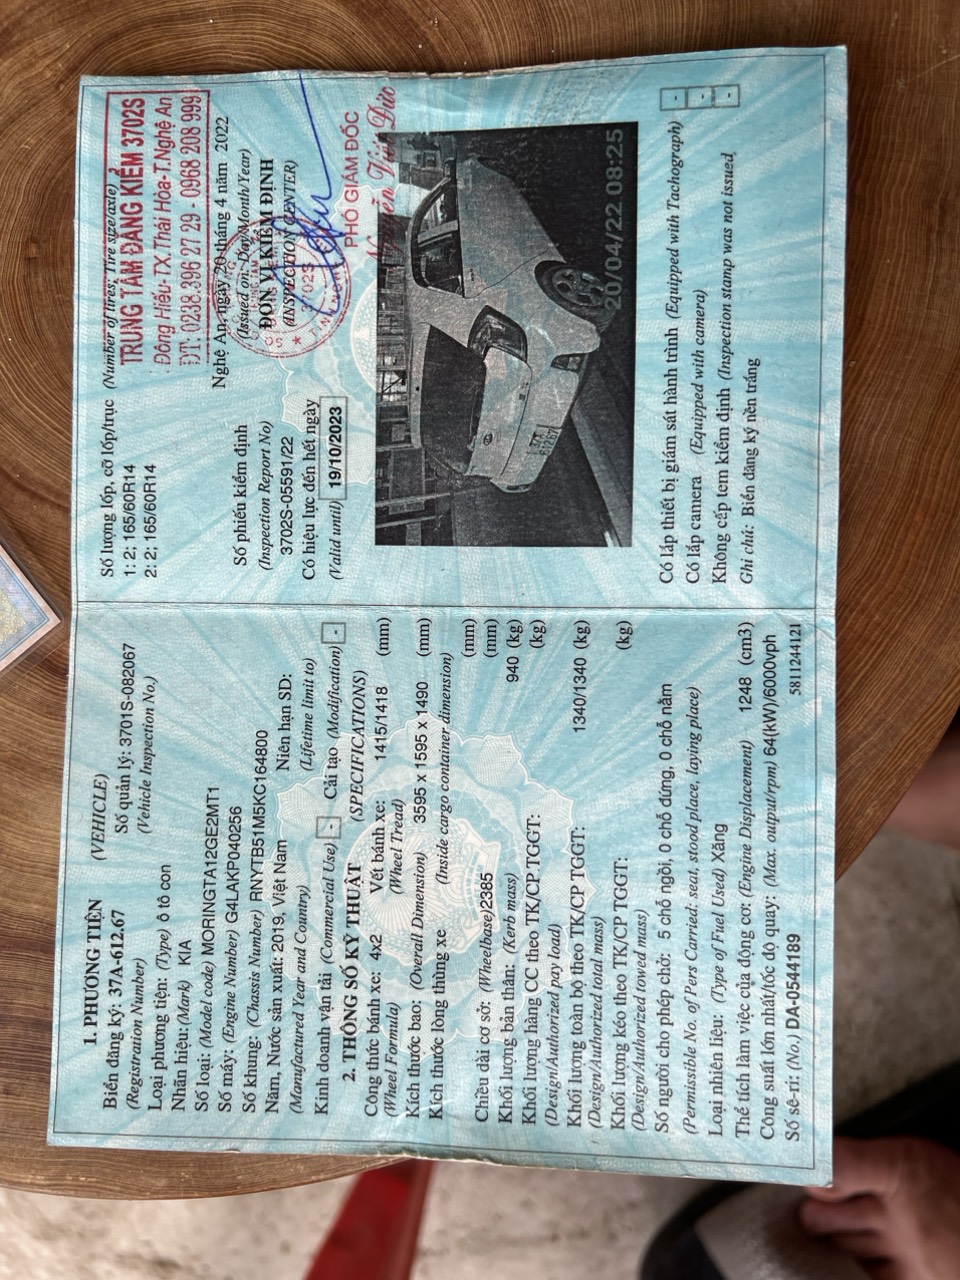 1. PHƯƠNG TIỆN (VEHICLE)
Biển đăng ký: 37A-612.67 Số quản lý: 3701S-082067
(Registration Number) (Vehicle Inspection No.)
Loại phương tiện: (Type) ô tô con
Nhãn hiệu: (Mark) KIA
Số loại: (Model code) MORINGTA12GE2MT1
Số máy: (Engine Number) G4LAKP040256
Số khung: (Chassis Number) RNYTB51M5KC164800
Năm, Nước sản xuất: 2019, Việt Nam Niên hạn SD:
(Manufactured Year and Country) (Lifetime limit to)
Kinh doanh vận tải (Commercial Use) - Cải tạo (Modification) -
2. THÔNG SỐ KỸ THUẬT (SPECIFICATIONS)
Công thức bánh xe: 4x2 Vết bánh xe: 1415/1418 (mm)
(Wheel Formula) (Wheel Tread)
Kích thước bao: (Overall Dimension) 3595 x 1595 x 1490 (mm)
Kích thước lòng thùng xe (Inside cargo container dimension)
(mm)
Chiều dài cơ sở: (Wheelbase)2385 (mm)
Khối lượng bản thân: (Kerb mass) 940 (kg)
Khối lượng hàng CC theo TK/CP TGGT: (kg)
(Design/Authorized pay load)
Khối lượng toàn bộ theo TK/CP TGGT: 1340/1340 (kg)
(Design/Authorized total mass)
Khối lượng kéo theo TK/CP TGGT: (kg)
(Design/Authorized towed mass)
Số người cho phép chở: 5 chỗ ngồi, 0 chỗ đứng, 0 chỗ nằm
(Permissible No. of Pers Carried: seat, stood place, laying place)
Loại nhiên liệu: (Type of Fuel Used) Xăng
Thể tích làm việc của động cơ: (Engine Displacement) 1248 (cm3)
Công suất lớn nhất/tốc độ quay: (Max. output/rpm) 64(kW)/6000vph
Số sê-ri: (No.) DA-0544189 5811244121
Số lượng lốp, cỡ lốp/trục (Number of tires; Tire size/axle)
1: 2; 165/60R14
2: 2; 165/60R14
TRUNG TÂM ĐĂNG KIỂM 3702S
Đông Hiếu- TX.Thái Hòa-T.Nghệ An
ĐT: 0238.396 27 29 - 0968 208 999
Nghệ An, ngày 20 tháng 4 năm 2022
(Issued on: Day/Month/Year)
Số phiếu kiểm định ĐƠN VỊ KIỂM ĐỊNH
(Inspection Report No) (INSPECTION CENTER)
3702S-05591/22
Có hiệu lực đến hết ngày
(Valid until) 19/10/2023
PHÓ GIÁM ĐỐC
Nguyễn Viết Đức
37A
612.67
20/04/22 08:25
Có lắp thiết bị giám sát hành trình (Equipped with Tachograph) -
Có lắp camera (Equipped with camera) -
Không cấp tem kiểm định (Inspection stamp was not issued) -
Ghi chú: Biển đăng ký nền trắng